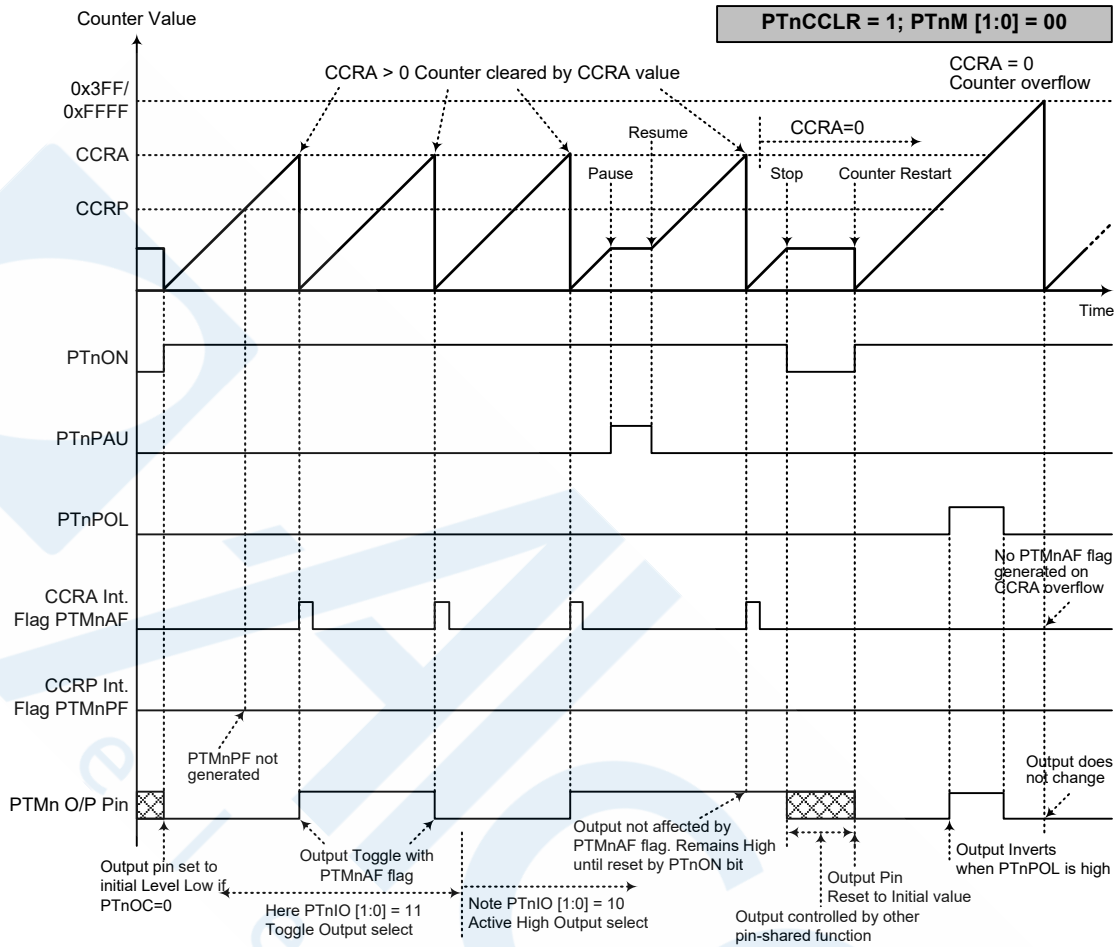 Counter Value
PTnCCLR = 1; PTnM [1:0] = 00
CCRA > 0 Counter cleared by CCRA value
CCRA = 0
Counter overflow
0x3FF/
0xFFFF
CCRA=0
Resume
CCRA
Pause
Stop
Counter Restart
CCRP
Time
PTnON
PTnPAU
PTnPOL
No PTMnAF flag
generated on
CCRA overflow
CCRA Int.
Flag PTMnAF
CCRP Int.
Flag PTMnPF
PTMnPF not
generated
Output does
not change
PTMn O/P Pin
Output pin set to
initial Level Low if
PTnOC=0
Output Toggle with
PTMnAF flag
Output not affected by
PTMnAF flag. Remains High
until reset by PTnON bit
Output Inverts
when PTnPOL is high
Output Pin
Reset to Initial value
Here PTnIO [1:0] = 11
Toggle Output select
Note PTnIO [1:0] = 10
Active High Output select
Output controlled by other
pin-shared function